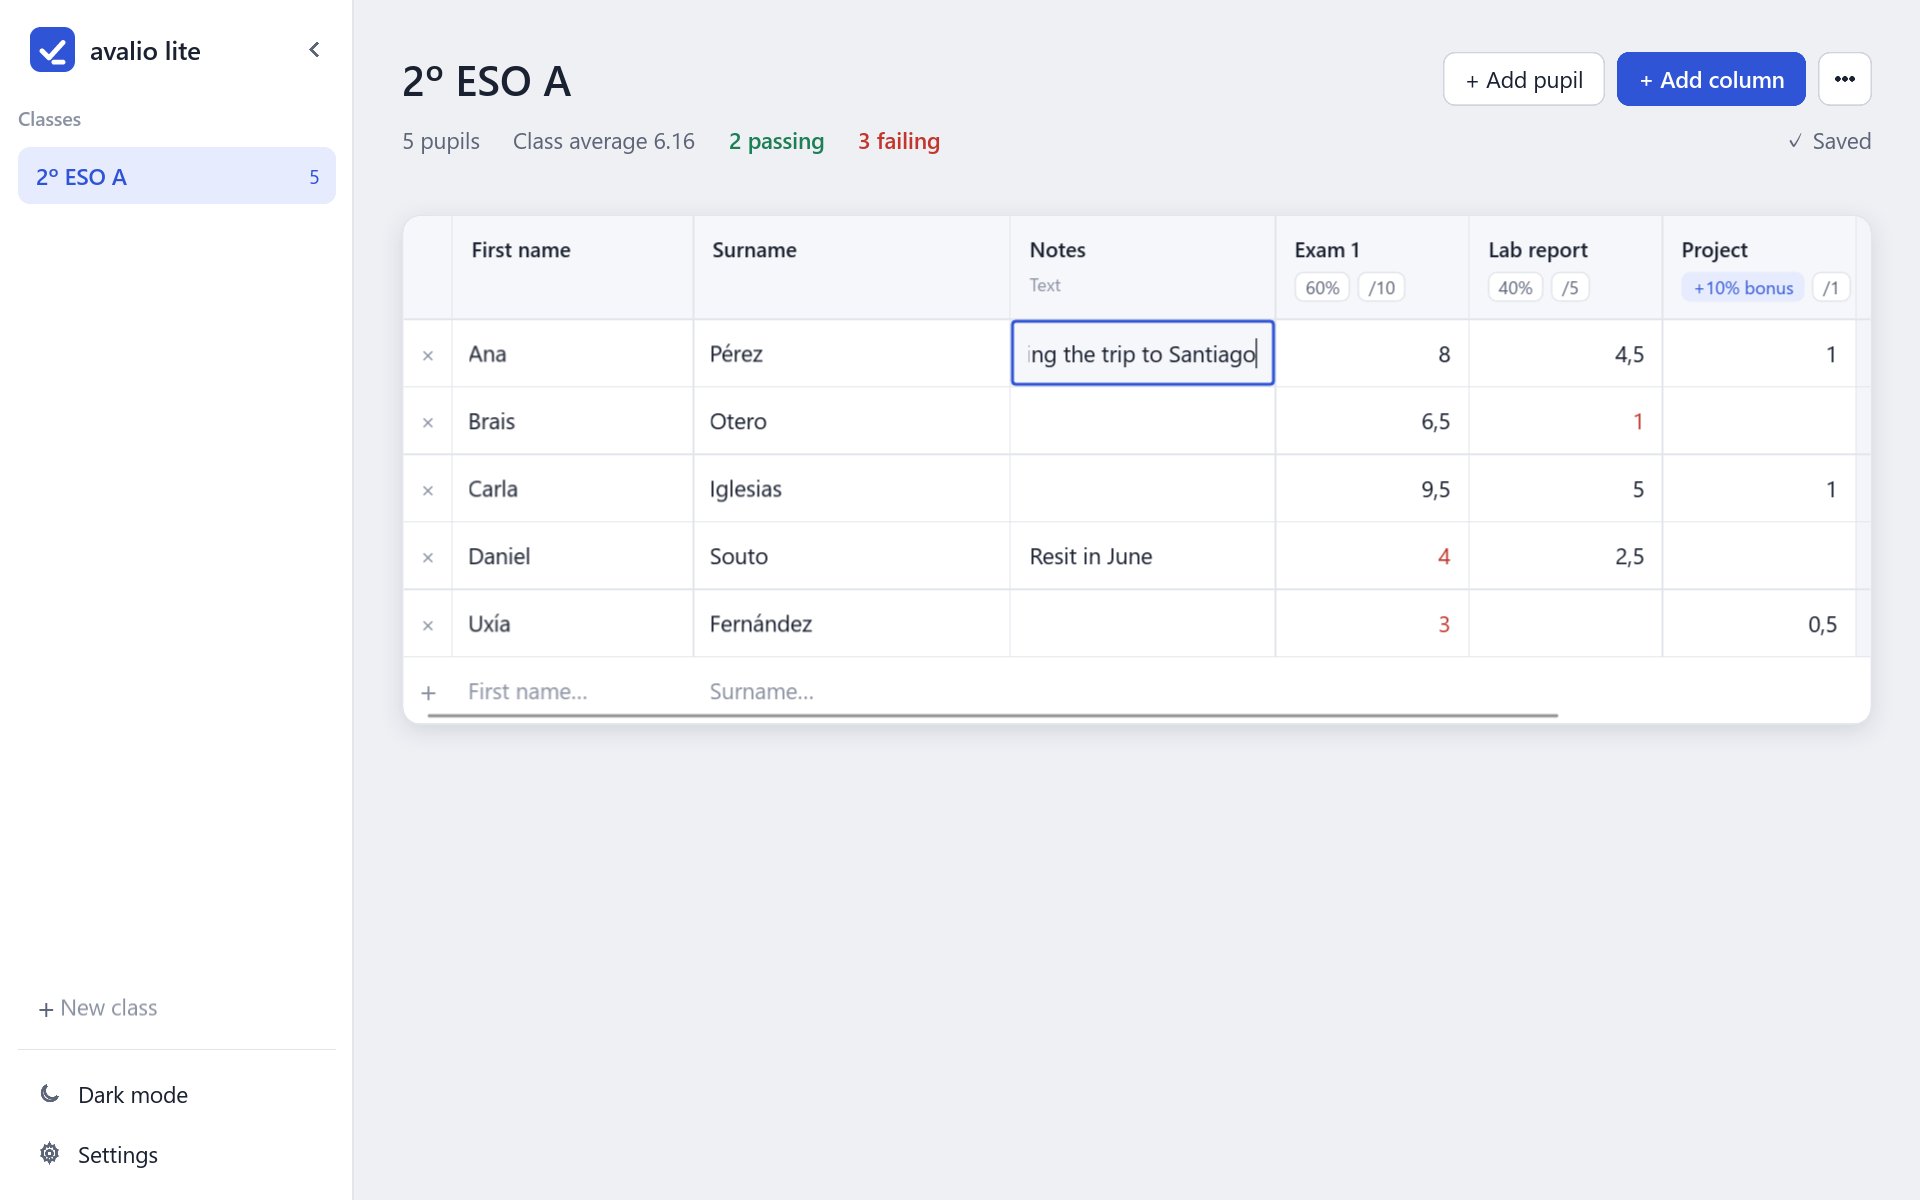 avalio lite
Classes
2º ESO A 5
+ New class
Dark mode
Settings
2º ESO A
+ Add pupil
+ Add column
5 pupils Class average 6.16 2 passing 3 failing
✓ Saved
First name Surname Notes Exam 1 Lab report Project
Text 60% /10 40% /5 +10% bonus /1
× Ana Pérez ing the trip to Santiago 8 4,5 1
× Brais Otero 6,5 1
× Carla Iglesias 9,5 5 1
× Daniel Souto Resit in June 4 2,5
× Uxía Fernández 3 0,5
+ First name... Surname...